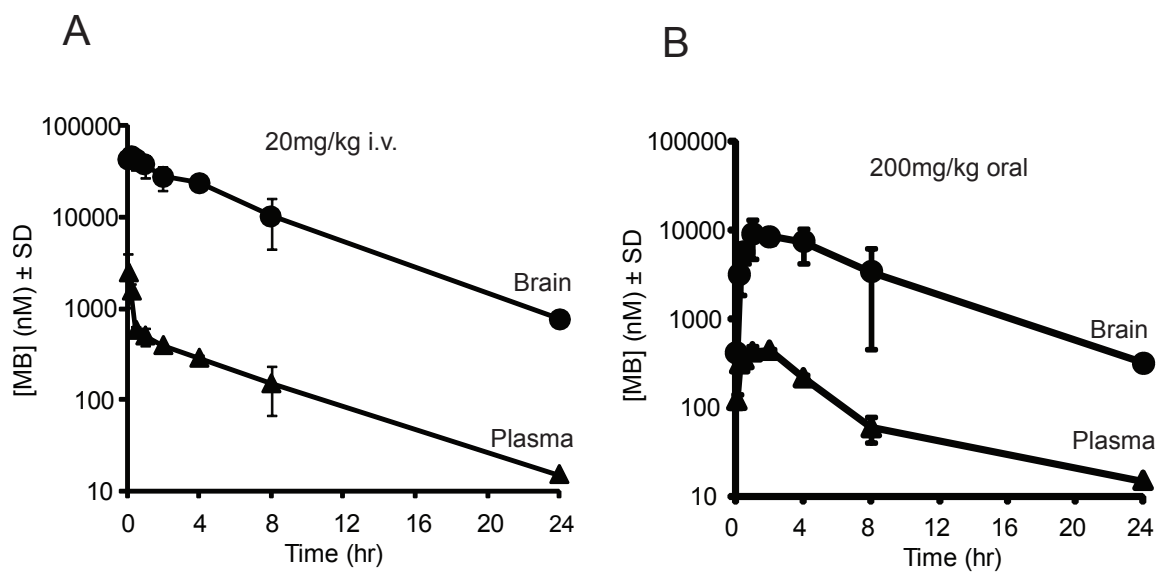 A
20mg/kg i.v.
[MB] (nM) ± SD
100000
10000
1000
100
10
Brain
Plasma
0 4 8 12 16 20 24
Time (hr)
B
200mg/kg oral
[MB] (nM) ± SD
100000
10000
1000
100
10
Brain
Plasma
0 4 8 12 16 20 24
Time (hr)